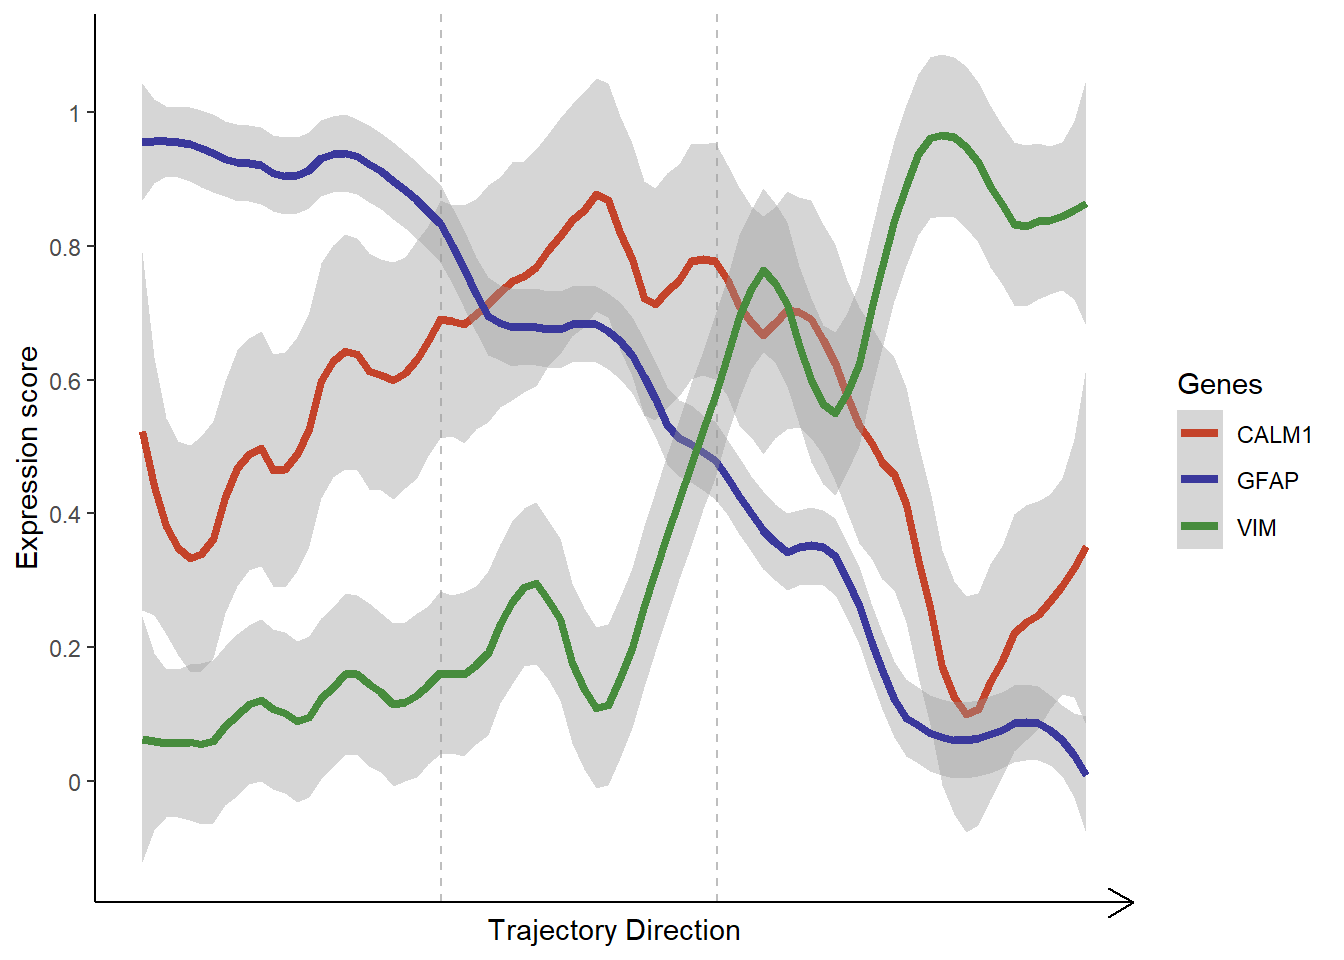 Expression score
1
0.8
0.6
0.4
0.2
0
Trajectory Direction
Genes
CALM1
GFAP
VIM